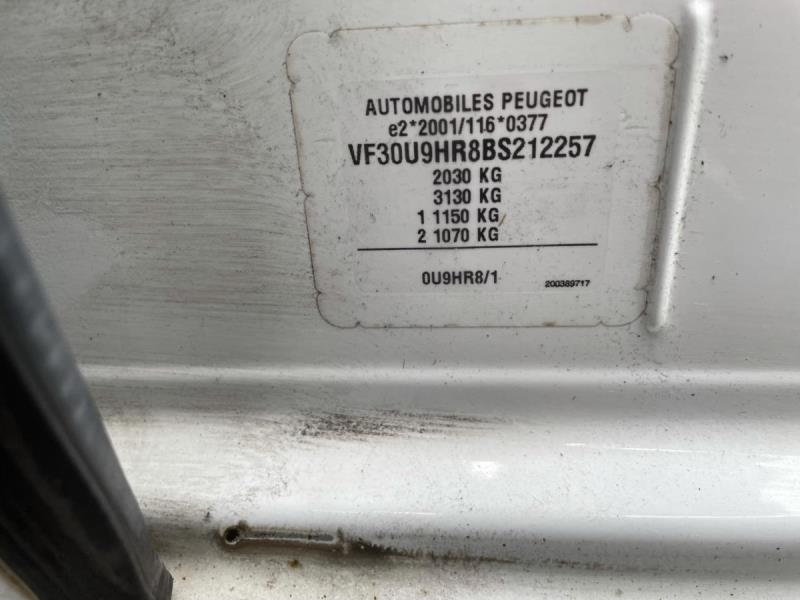 AUTOMOBILES PEUGEOT
e2*2001/116*0377
VF30U9HR8BS212257
2030 KG
3130 KG
1 1150 KG
2 1070 KG
0U9HR8/1
200389717